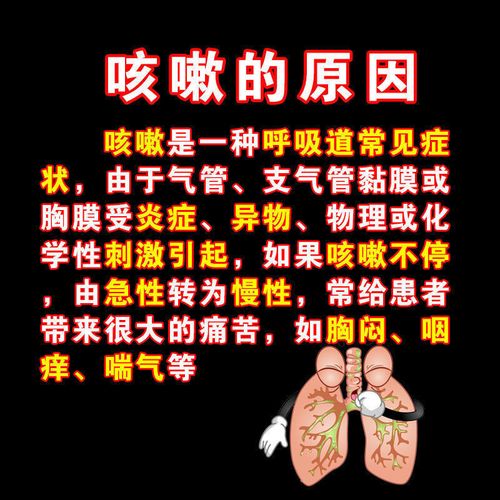 咳嗽的原因
咳嗽是一种呼吸道常见症
状，由于气管、支气管黏膜或
胸膜受炎症、异物、物理或化
学性刺激引起，如果咳嗽不停
，由急性转为慢性，常给患者
带来很大的痛苦，如胸闷、咽
痒、喘气等